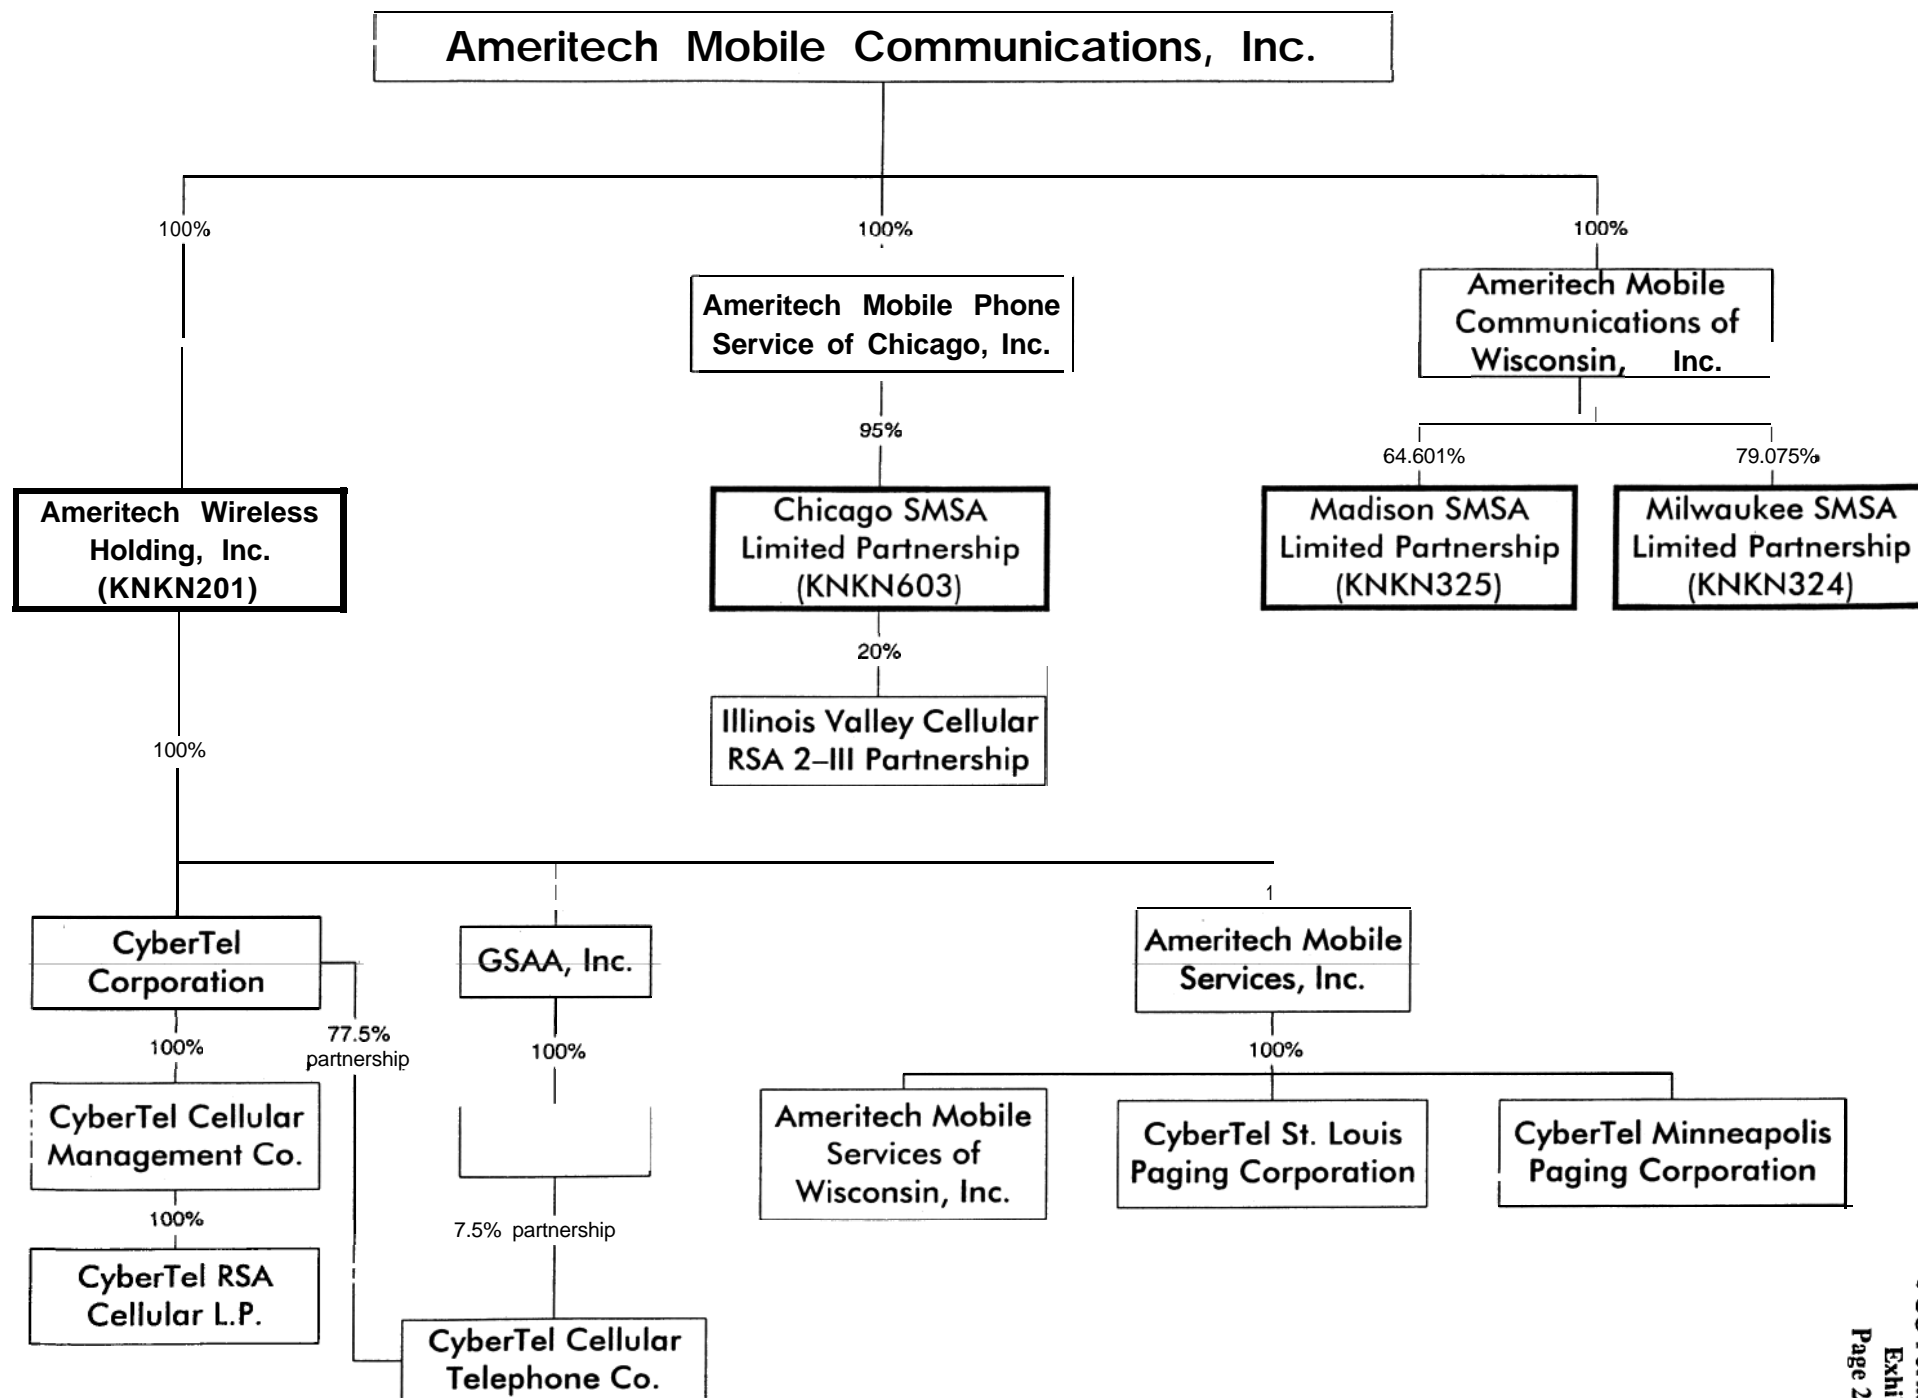 Ameritech Mobile Communications, Inc.
100%
100%
100%
Ameritech Mobile Phone
Service of Chicago, Inc.
Ameritech Mobile
Communications of
Wisconsin, Inc.
95%
64.601%
79.075%
Ameritech Wireless
Holding, Inc.
(KNKN201)
Chicago SMSA
Limited Partnership
(KNKN603)
Madison SMSA
Limited Partnership
(KNKN325)
Milwaukee SMSA
Limited Partnership
(KNKN324)
20%
Illinois Valley Cellular
RSA 2–III Partnership
100%
1
CyberTel
Corporation
GSAA, Inc.
Ameritech Mobile
Services, Inc.
100%
77.5%
partnership
100%
100%
CyberTel Cellular
Management Co.
Ameritech Mobile
Services of
Wisconsin, Inc.
CyberTel St. Louis
Paging Corporation
CyberTel Minneapolis
Paging Corporation
100%
7.5% partnership
CyberTel RSA
Cellular L.P.
CyberTel Cellular
Telephone Co.
Exhi
Page 2